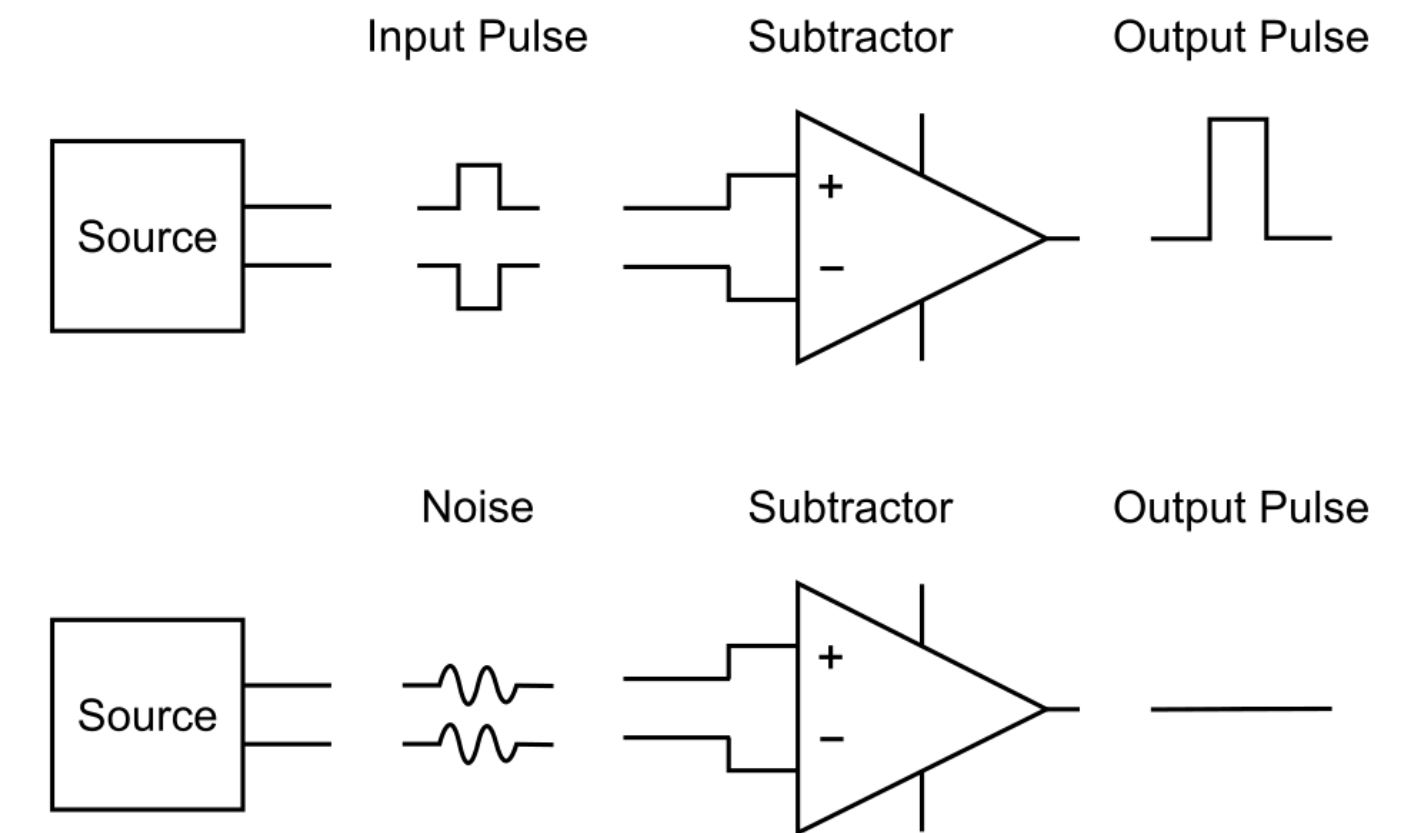 Input Pulse
Subtractor
Output Pulse
Source
+
−
Noise
Subtractor
Output Pulse
Source
+
−